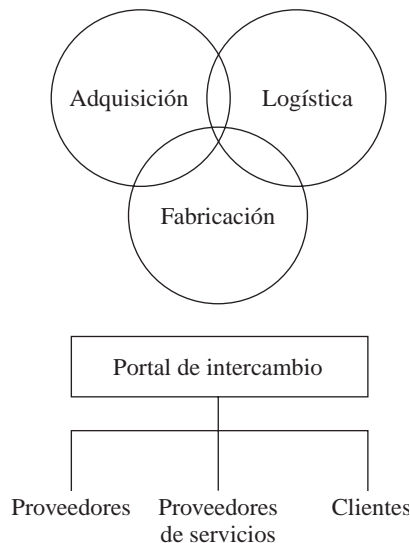 Adquisición
Logística
Fabricación
Portal de intercambio
Proveedores
Proveedores
de servicios
Clientes